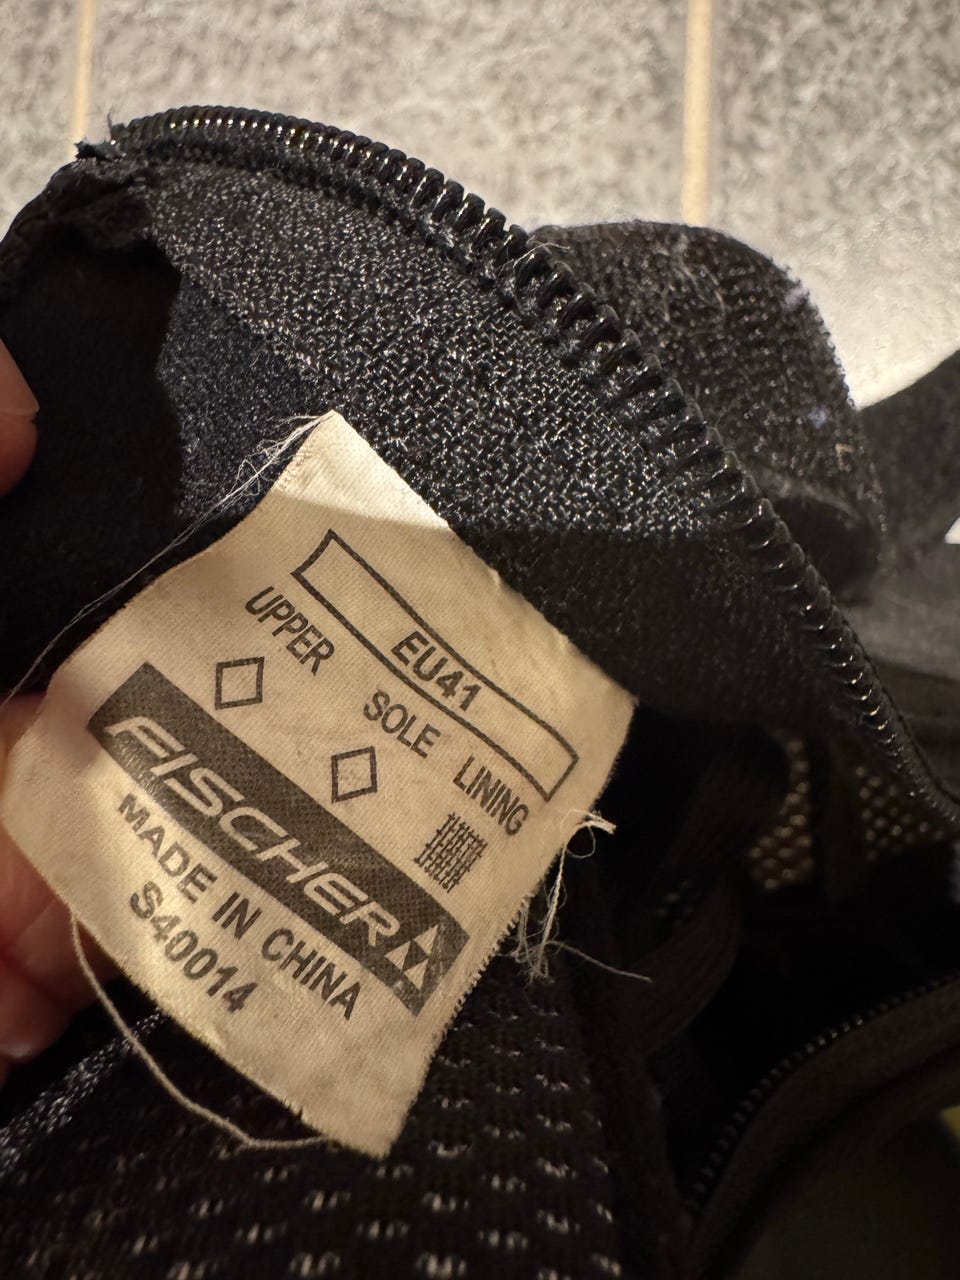 EU41
UPPER SOLE LINING
FISCHER
MADE IN CHINA
S40014